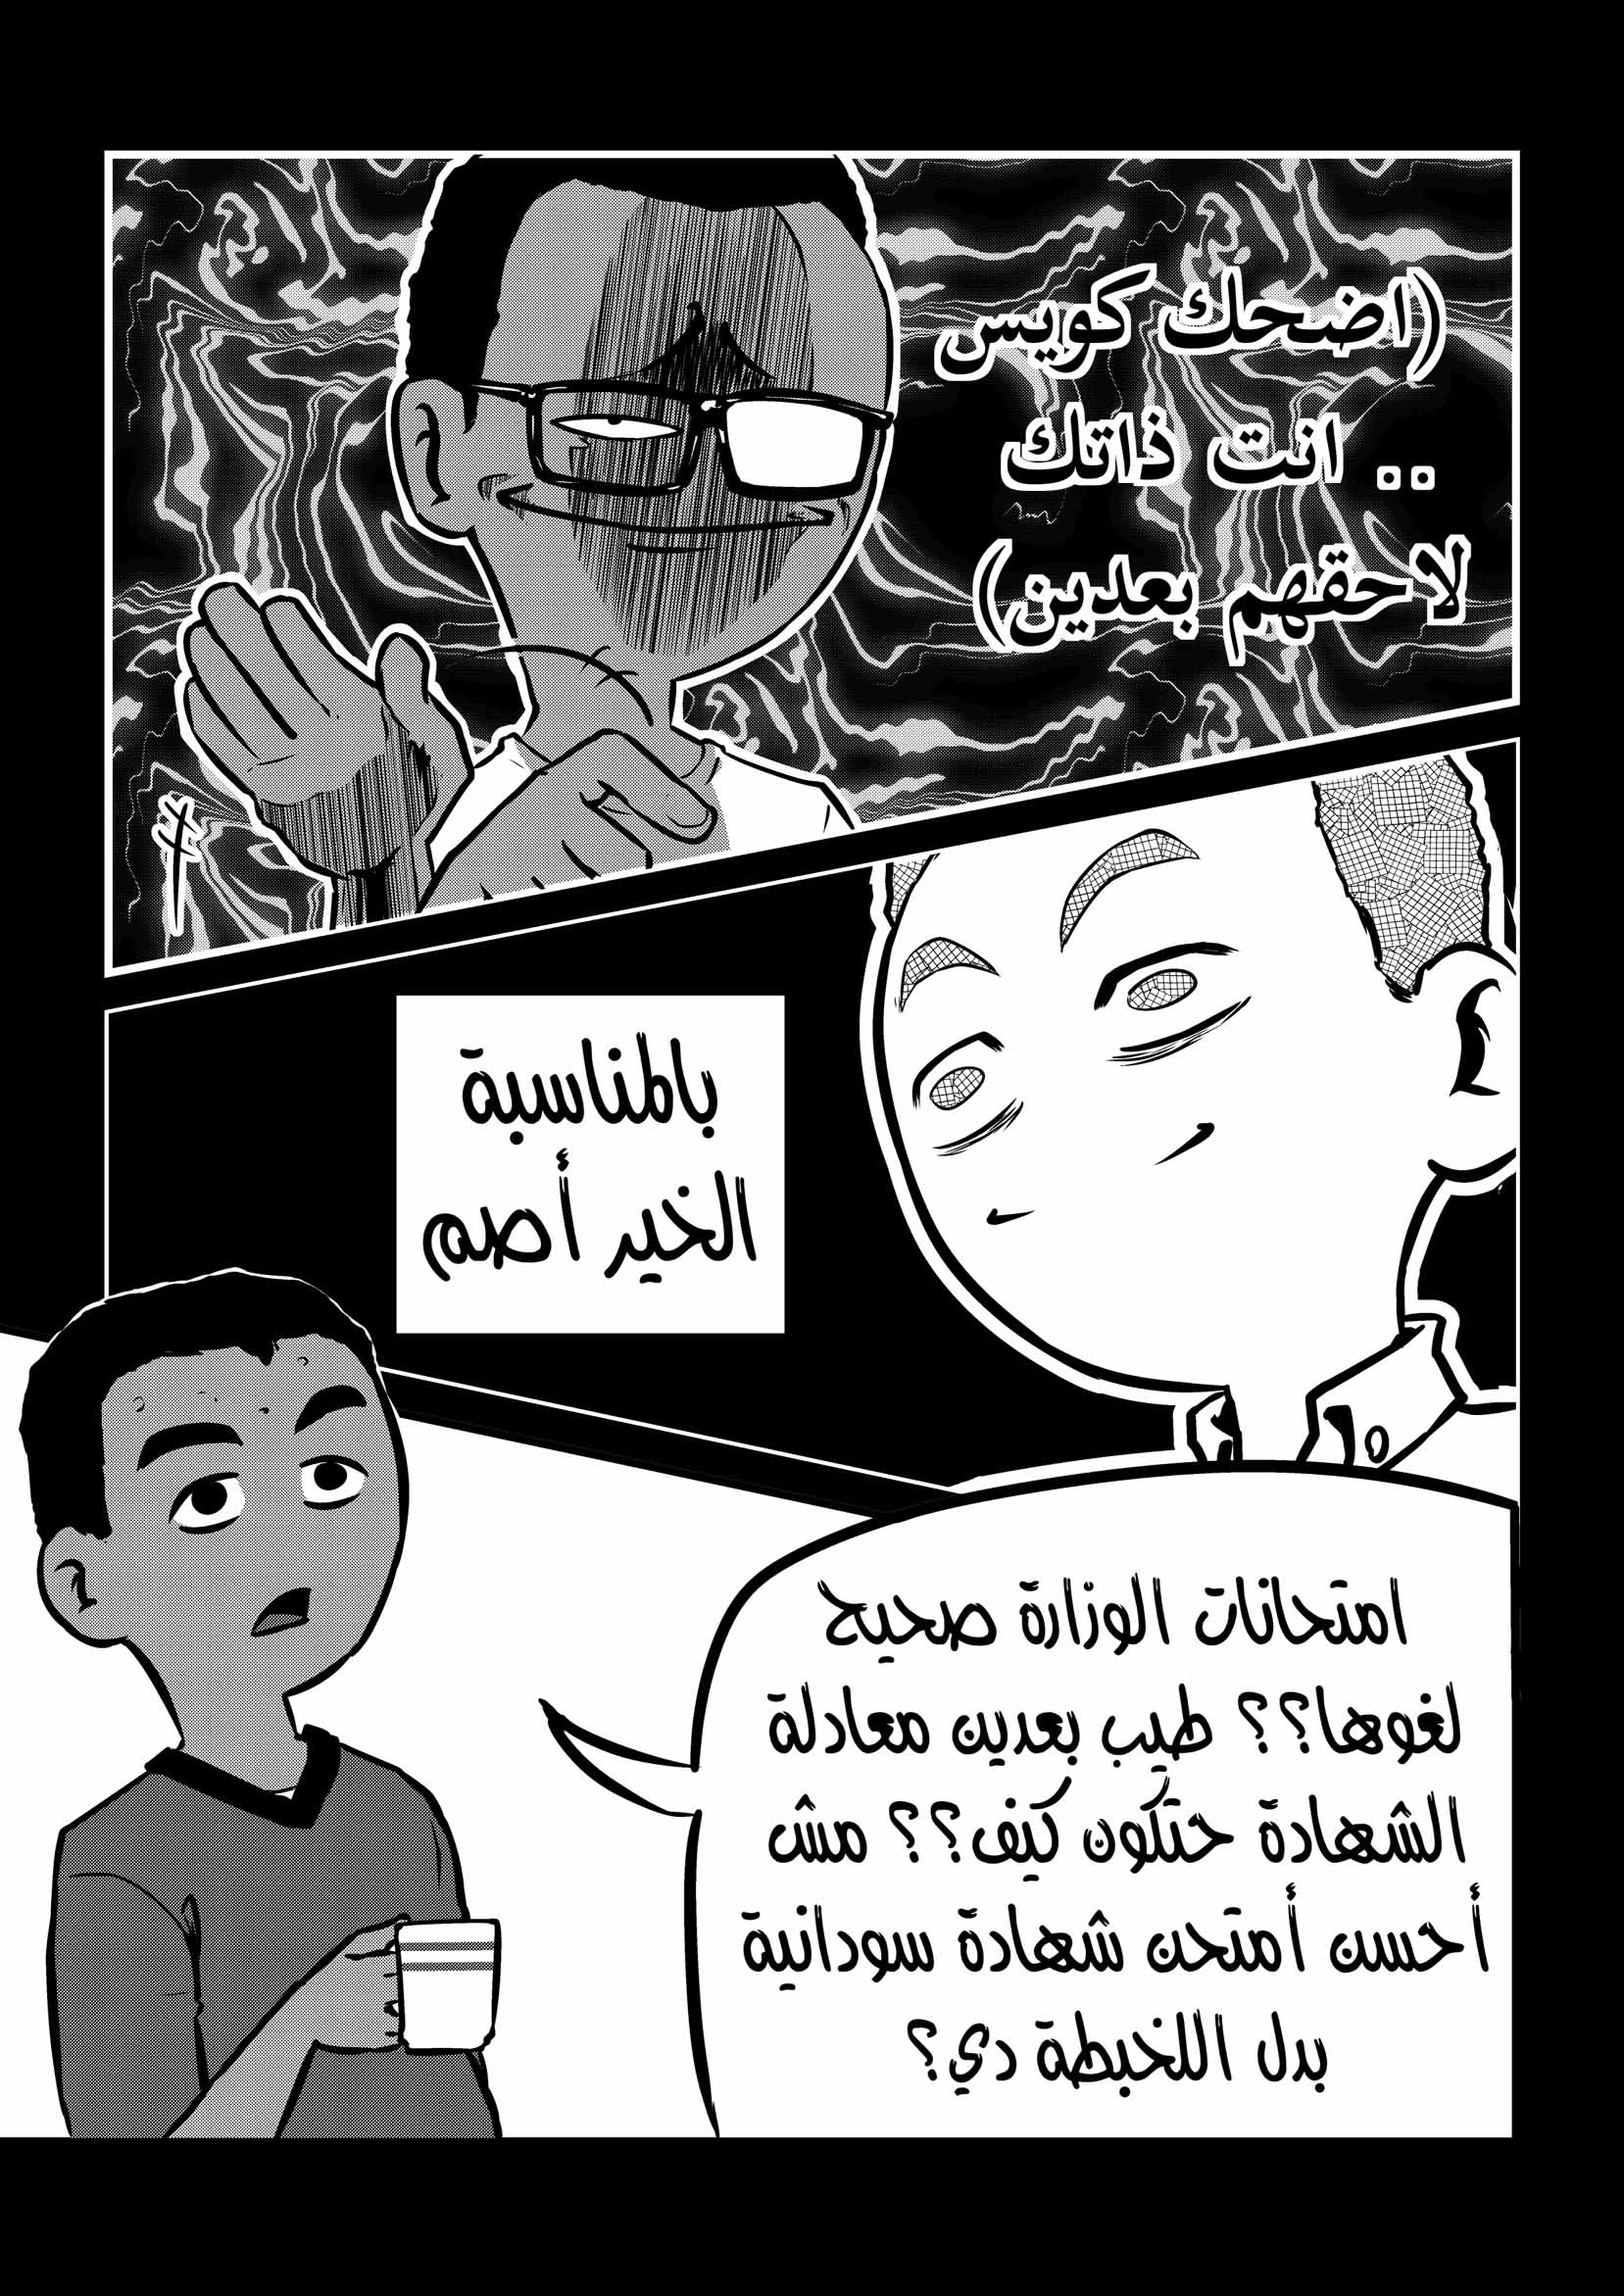 (اضحك كويس
.. انت ذاتك
لاحقهم بعدين)
بالمناسبة
الخير أصم
امتحانات الوزارة صحيح
لغوها؟؟ طيب بعدين معادلة
الشهادة حتكون كيف؟؟ مش
أحسن أمتحن شهادة سودانية
بدل اللخبطة دي؟